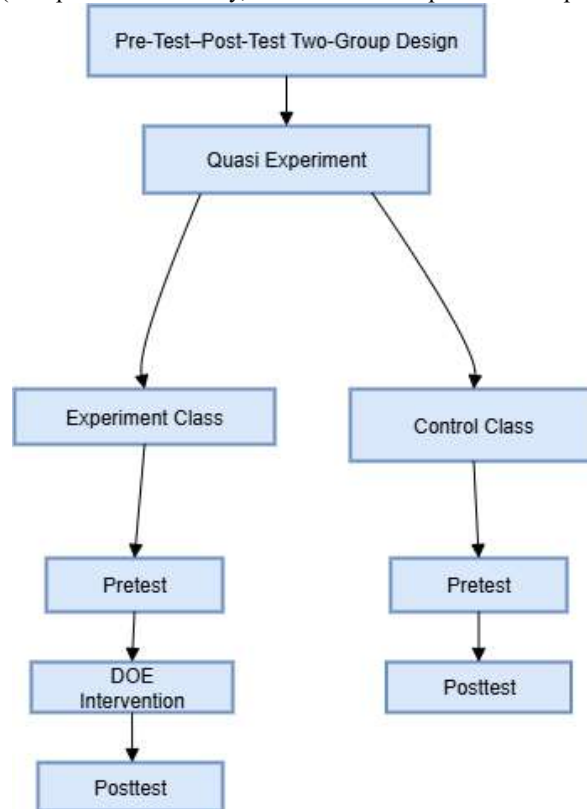 Pre-Test–Post-Test Two-Group Design
Quasi Experiment
Experiment Class
Control Class
Pretest
Pretest
DOE
Intervention
Posttest
Posttest